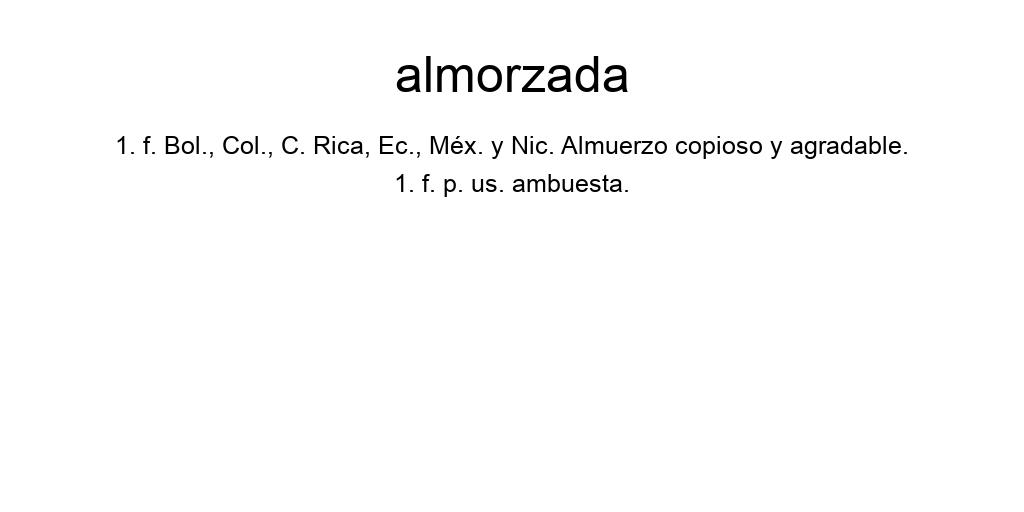 almorzada
1. f. Bol., Col., C. Rica, Ec., Méx. y Nic. Almuerzo copioso y agradable.
1. f. p. us. ambuesta.